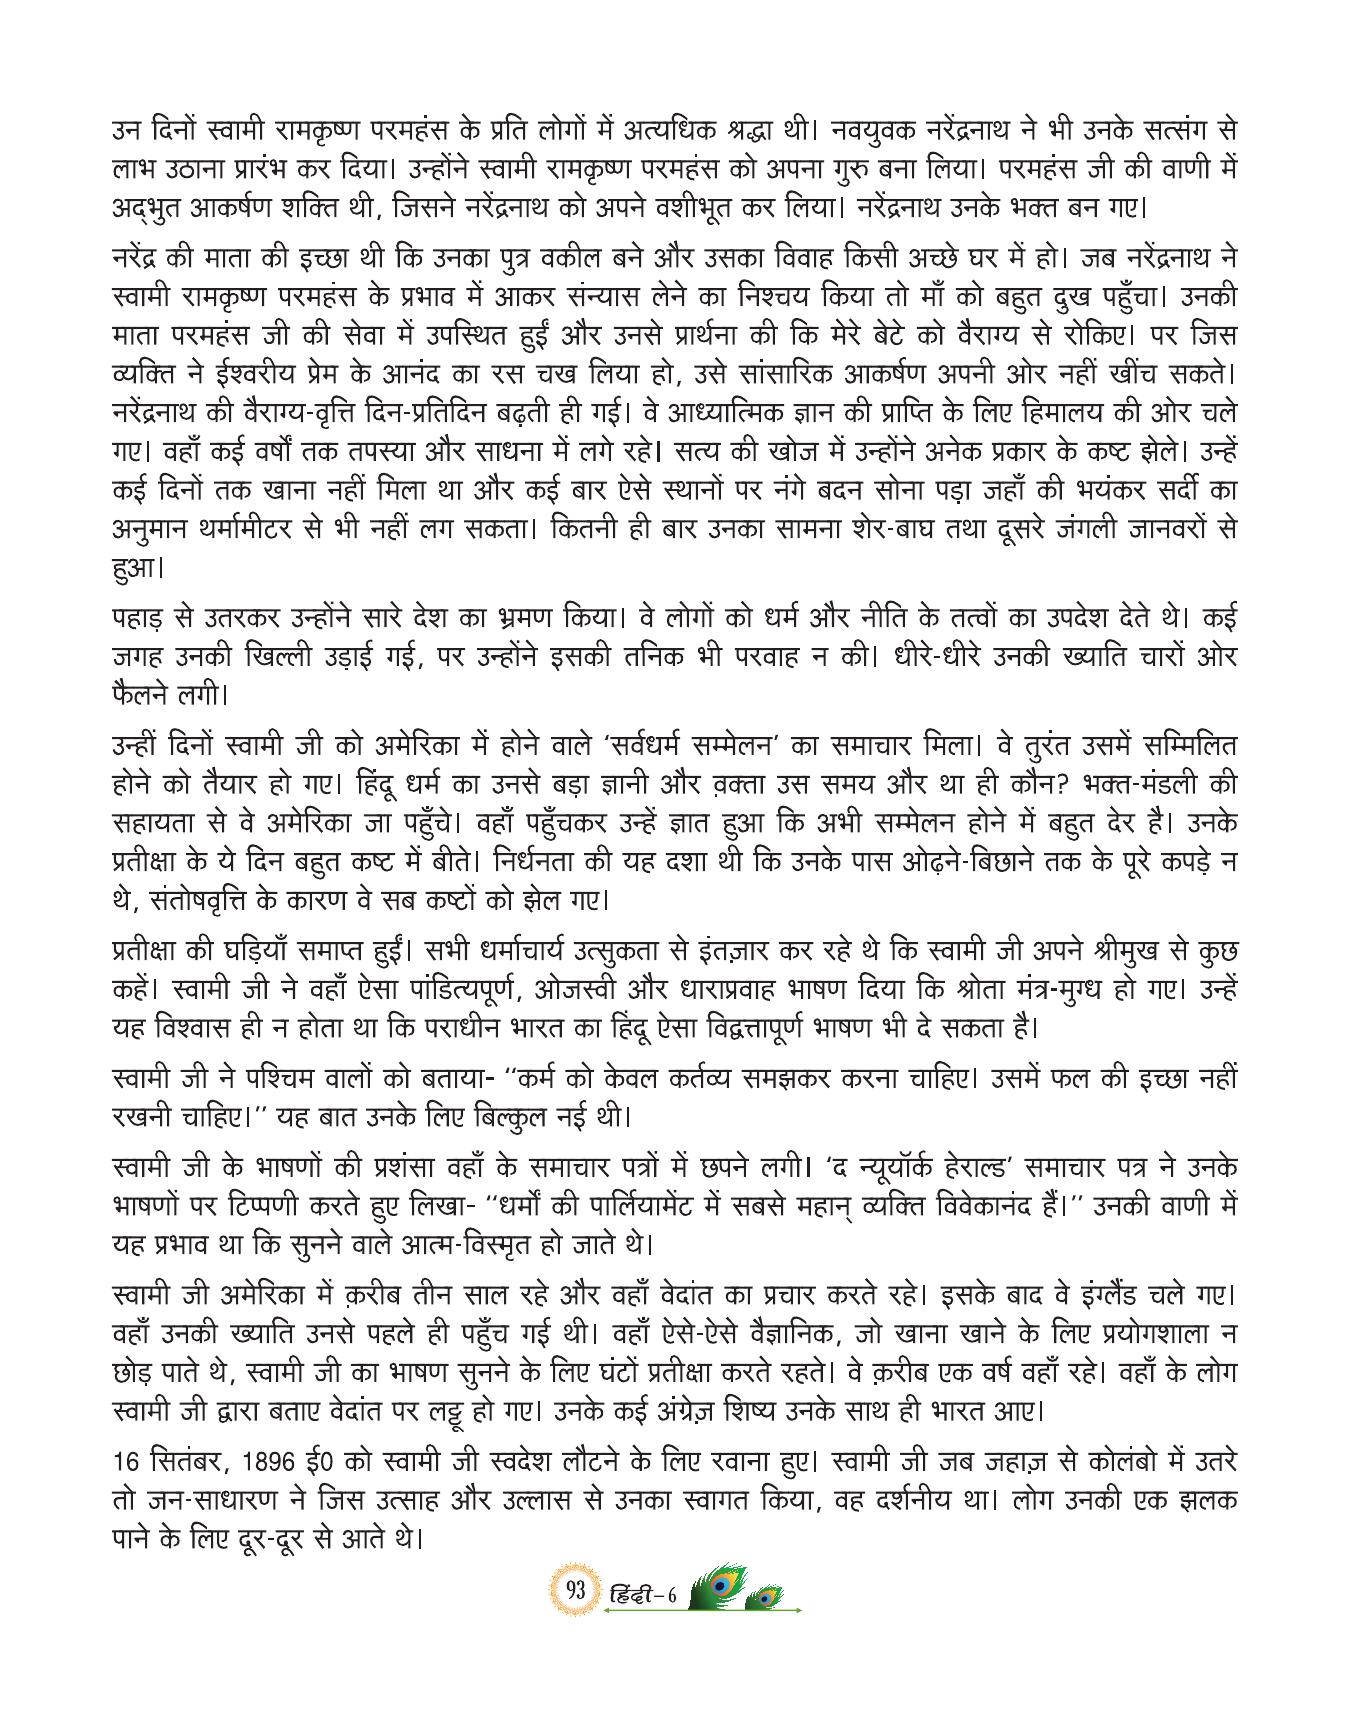 उन दिनों स्वामी रामकृष्ण परमहंस के प्रति लोगों में अत्यधिक श्रद्धा थी। नवयुवक नरेंद्रनाथ ने भी उनके सत्संग से
लाभ उठाना प्रारंभ कर दिया। उन्होंने स्वामी रामकृष्ण परमहंस को अपना गुरु बना लिया। परमहंस जी की वाणी में
अद्भुत आकर्षण शक्ति थी, जिसने नरेंद्रनाथ को अपने वशीभूत कर लिया। नरेंद्रनाथ उनके भक्त बन गए।
नरेंद्र की माता की इच्छा थी कि उनका पुत्र वकील बने और उसका विवाह किसी अच्छे घर में हो। जब नरेंद्रनाथ ने
स्वामी रामकृष्ण परमहंस के प्रभाव में आकर संन्यास लेने का निश्चय किया तो माँ को बहुत दुख पहुँचा। उनकी
माता परमहंस जी की सेवा में उपस्थित हुईं और उनसे प्रार्थना की कि मेरे बेटे को वैराग्य से रोकिए। पर जिस
व्यक्ति ने ईश्वरीय प्रेम के आनंद का रस चख लिया हो, उसे सांसारिक आकर्षण अपनी ओर नहीं खींच सकते।
नरेंद्रनाथ की वैराग्य-वृत्ति दिन-प्रतिदिन बढ़ती ही गई। वे आध्यात्मिक ज्ञान की प्राप्ति के लिए हिमालय की ओर चले
गए। वहाँ कई वर्षों तक तपस्या और साधना में लगे रहे। सत्य की खोज में उन्होंने अनेक प्रकार के कष्ट झेले। उन्हें
कई दिनों तक खाना नहीं मिला था और कई बार ऐसे स्थानों पर नंगे बदन सोना पड़ा जहाँ की भयंकर सर्दी का
अनुमान थर्मामीटर से भी नहीं लग सकता। कितनी ही बार उनका सामना शेर-बाघ तथा दूसरे जंगली जानवरों से
हुआ।
पहाड़ से उतरकर उन्होंने सारे देश का भ्रमण किया। वे लोगों को धर्म और नीति के तत्वों का उपदेश देते थे। कई
जगह उनकी खिल्ली उड़ाई गई, पर उन्होंने इसकी तनिक भी परवाह न की। धीरे-धीरे उनकी ख्याति चारों ओर
फैलने लगी।
उन्हीं दिनों स्वामी जी को अमेरिका में होने वाले ‘सर्वधर्म सम्मेलन’ का समाचार मिला। वे तुरंत उसमें सम्मिलित
होने को तैयार हो गए। हिंदू धर्म का उनसे बड़ा ज्ञानी और व़क्ता उस समय और था ही कौन? भक्त-मंडली की
सहायता से वे अमेरिका जा पहुँचे। वहाँ पहुँचकर उन्हें ज्ञात हुआ कि अभी सम्मेलन होने में बहुत देर है। उनके
प्रतीक्षा के ये दिन बहुत कष्ट में बीते। निर्धनता की यह दशा थी कि उनके पास ओढ़ने-बिछाने तक के पूरे कपड़े न
थे, संतोषवृत्ति के कारण वे सब कष्टों को झेल गए।
प्रतीक्षा की घड़ियाँ समाप्त हुईं। सभी धर्माचार्य उत्सुकता से इंतज़ार कर रहे थे कि स्वामी जी अपने श्रीमुख से कुछ
कहें। स्वामी जी ने वहाँ ऐसा पांडित्यपूर्ण, ओजस्वी और धाराप्रवाह भाषण दिया कि श्रोता मंत्र-मुग्ध हो गए। उन्हें
यह विश्वास ही न होता था कि पराधीन भारत का हिंदू ऐसा विद्वत्तापूर्ण भाषण भी दे सकता है।
स्वामी जी ने पश्चिम वालों को बताया- ‘‘कर्म को केवल कर्तव्य समझकर करना चाहिए। उसमें फल की इच्छा नहीं
रखनी चाहिए।’’ यह बात उनके लिए बिल्कुल नई थी।
स्वामी जी के भाषणों की प्रशंसा वहाँ के समाचार पत्रों में छपने लगी। ‘द न्यूयॉर्क हेराल्ड’ समाचार पत्र ने उनके
भाषणों पर टिप्पणी करते हुए लिखा- ‘‘धर्मों की पार्लियामेंट में सबसे महान् व्यक्ति विवेकानंद हैं।’’ उनकी वाणी में
यह प्रभाव था कि सुनने वाले आत्म-विस्मृत हो जाते थे।
स्वामी जी अमेरिका में क़रीब तीन साल रहे और वहाँ वेदांत का प्रचार करते रहे। इसके बाद वे इंग्लैंड चले गए।
वहाँ उनकी ख्याति उनसे पहले ही पहुँच गई थी। वहाँ ऐसे-ऐसे वैज्ञानिक, जो खाना खाने के लिए प्रयोगशाला न
छोड़ पाते थे, स्वामी जी का भाषण सुनने के लिए घंटों प्रतीक्षा करते रहते। वे क़रीब एक वर्ष वहाँ रहे। वहाँ के लोग
स्वामी जी द्वारा बताए वेदांत पर लट्टू हो गए। उनके कई अंग्रेज़ शिष्य उनके साथ ही भारत आए।
16 सितंबर, 1896 ई0 को स्वामी जी स्वदेश लौटने के लिए रवाना हुए। स्वामी जी जब जहाज़ से कोलंबो में उतरे
तो जन-साधारण ने जिस उत्साह और उल्लास से उनका स्वागत किया, वह दर्शनीय था। लोग उनकी एक झलक
पाने के लिए दूर-दूर से आते थे।
93 हिंदी–6